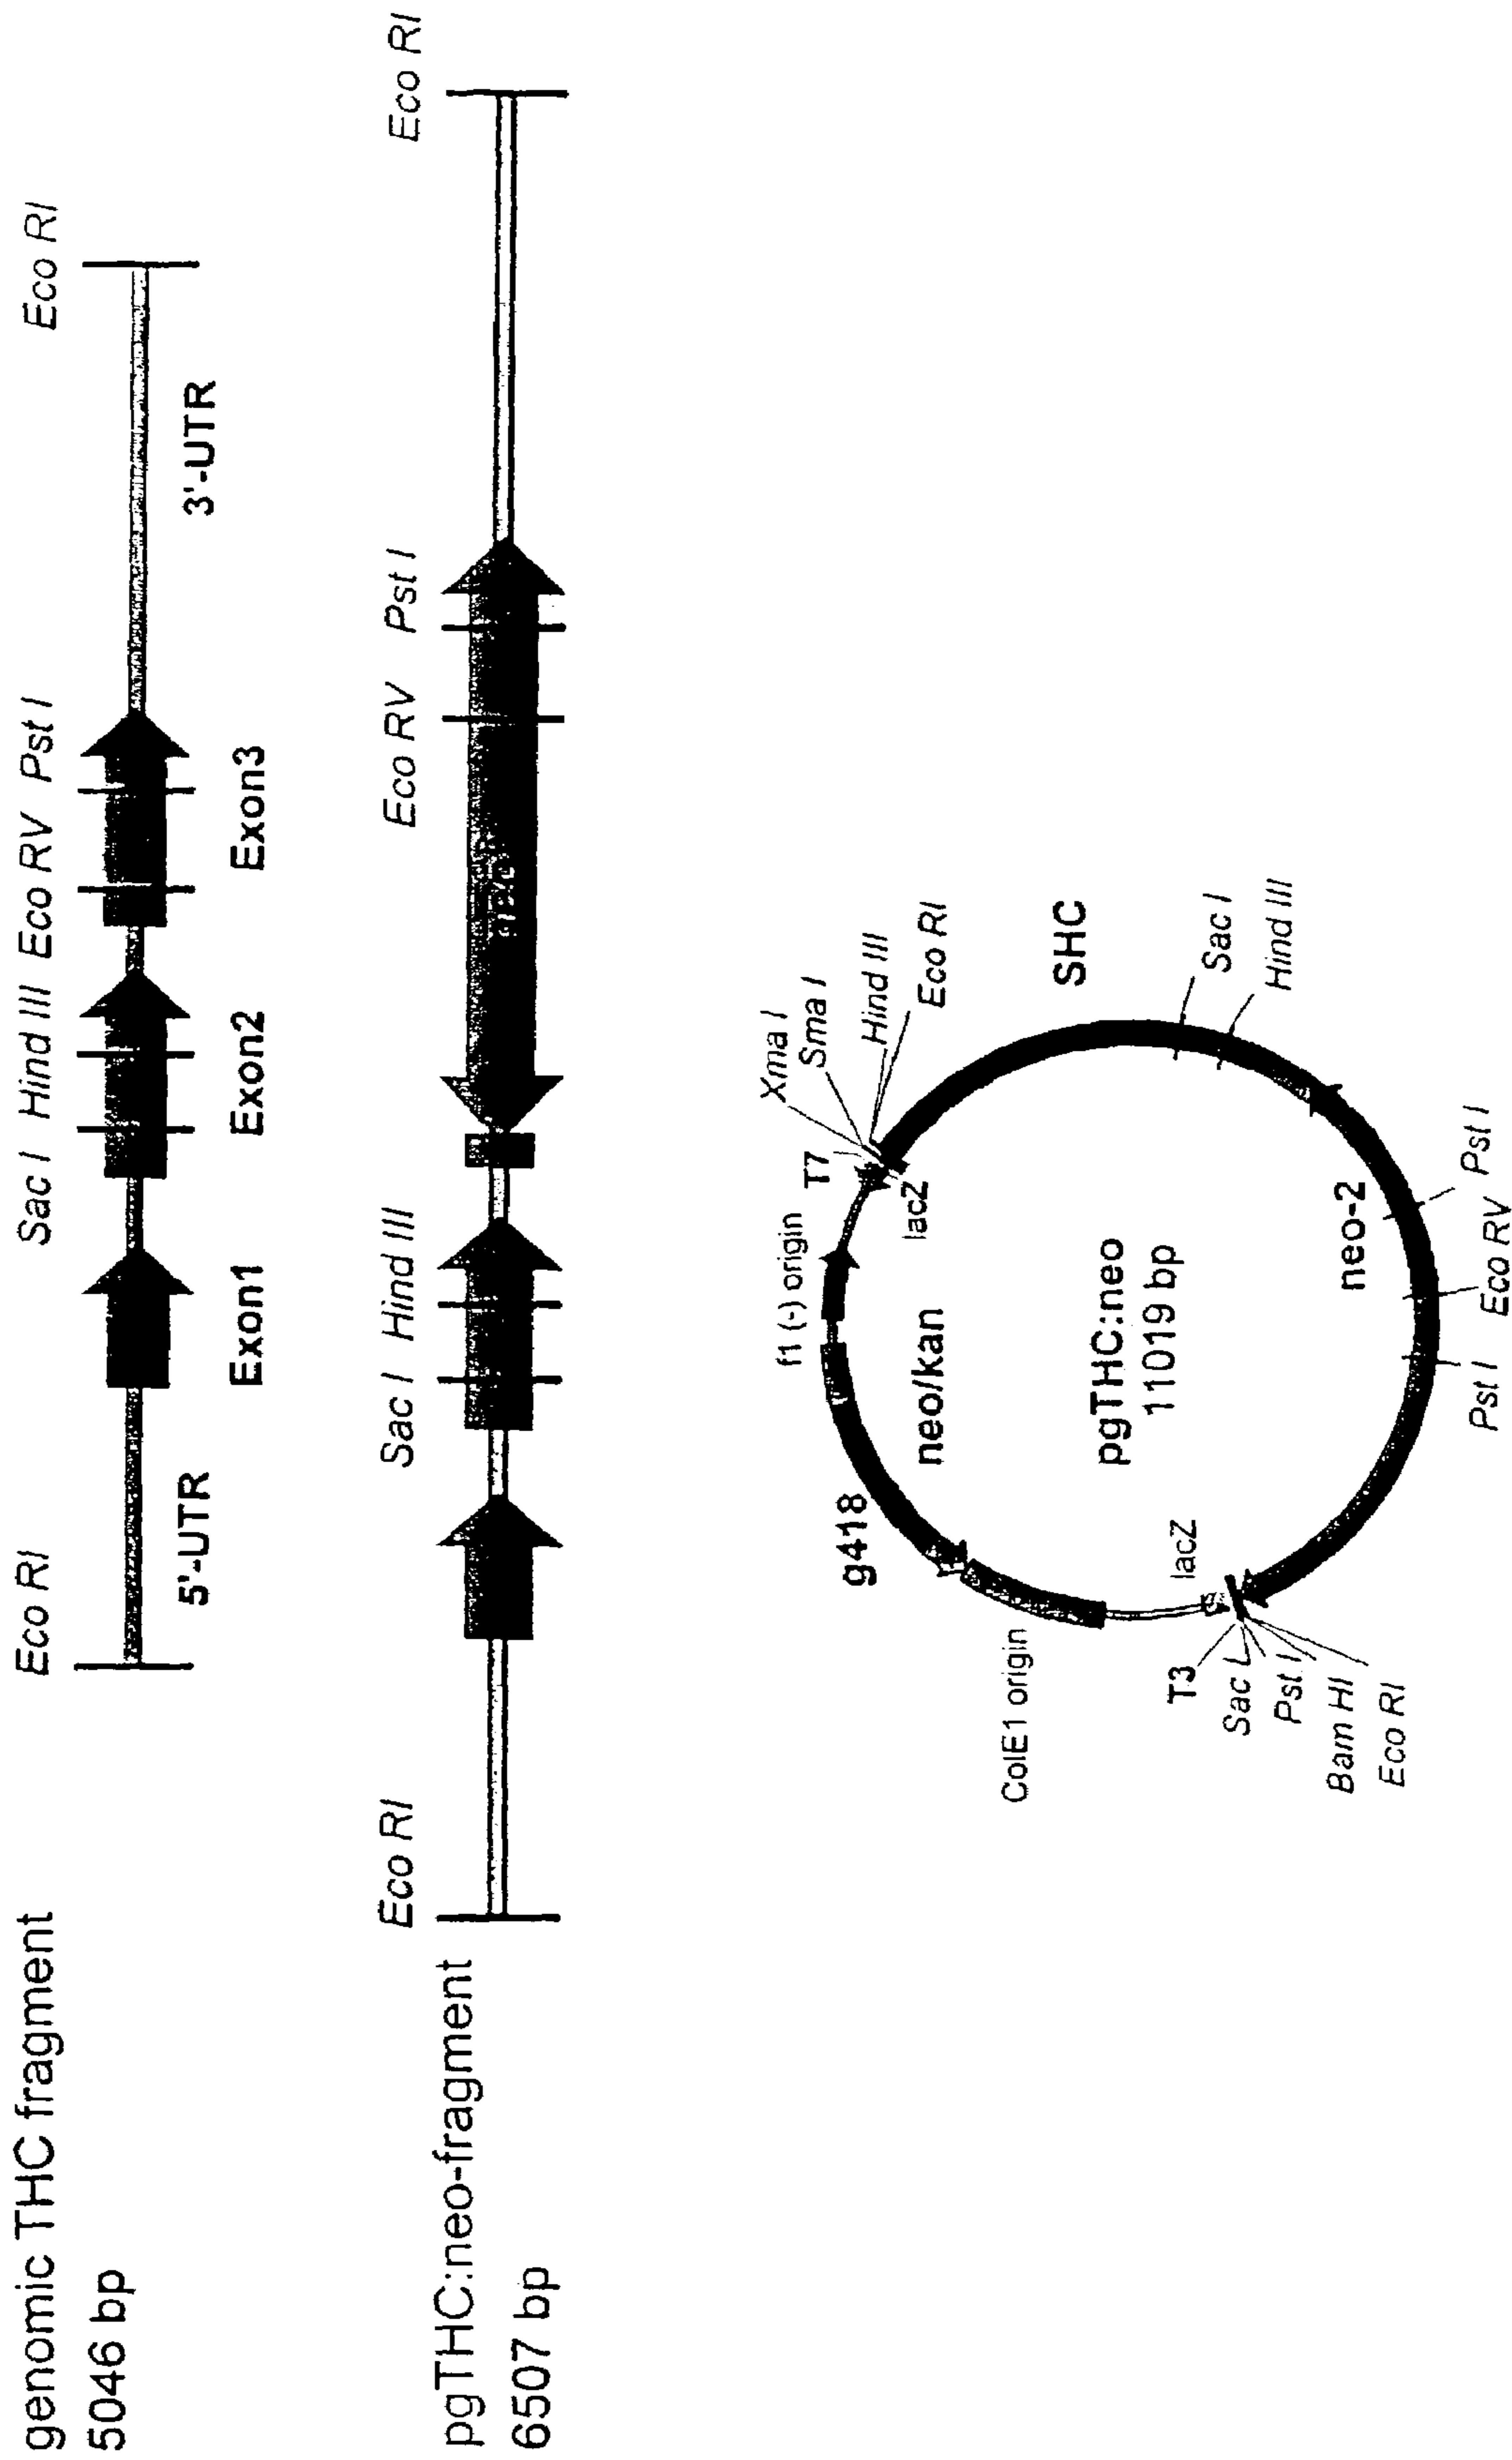 genomic THC fragment
5046 bp
Eco RI
Sac I Hind III Eco RV Pst I
Eco RI
5'-UTR
Exon1
Exon2
Exon3
3'-UTR
pgTHC:neo-fragment
6507 bp
Eco RI
Sac I Hind III
Eco RV Pst I
Eco RI
Xma I
Sma I
Hind III
Eco RI
T7
lacZ
f1 (-) origin
SHC
Sac I
Hind III
neo/kan
g418
pgTHC:neo
11019 bp
neo-2
Pst I
Eco RV
Pst I
ColE1 origin
lacZ
T3
Sac I
Pst I
Bam HI
Eco RI